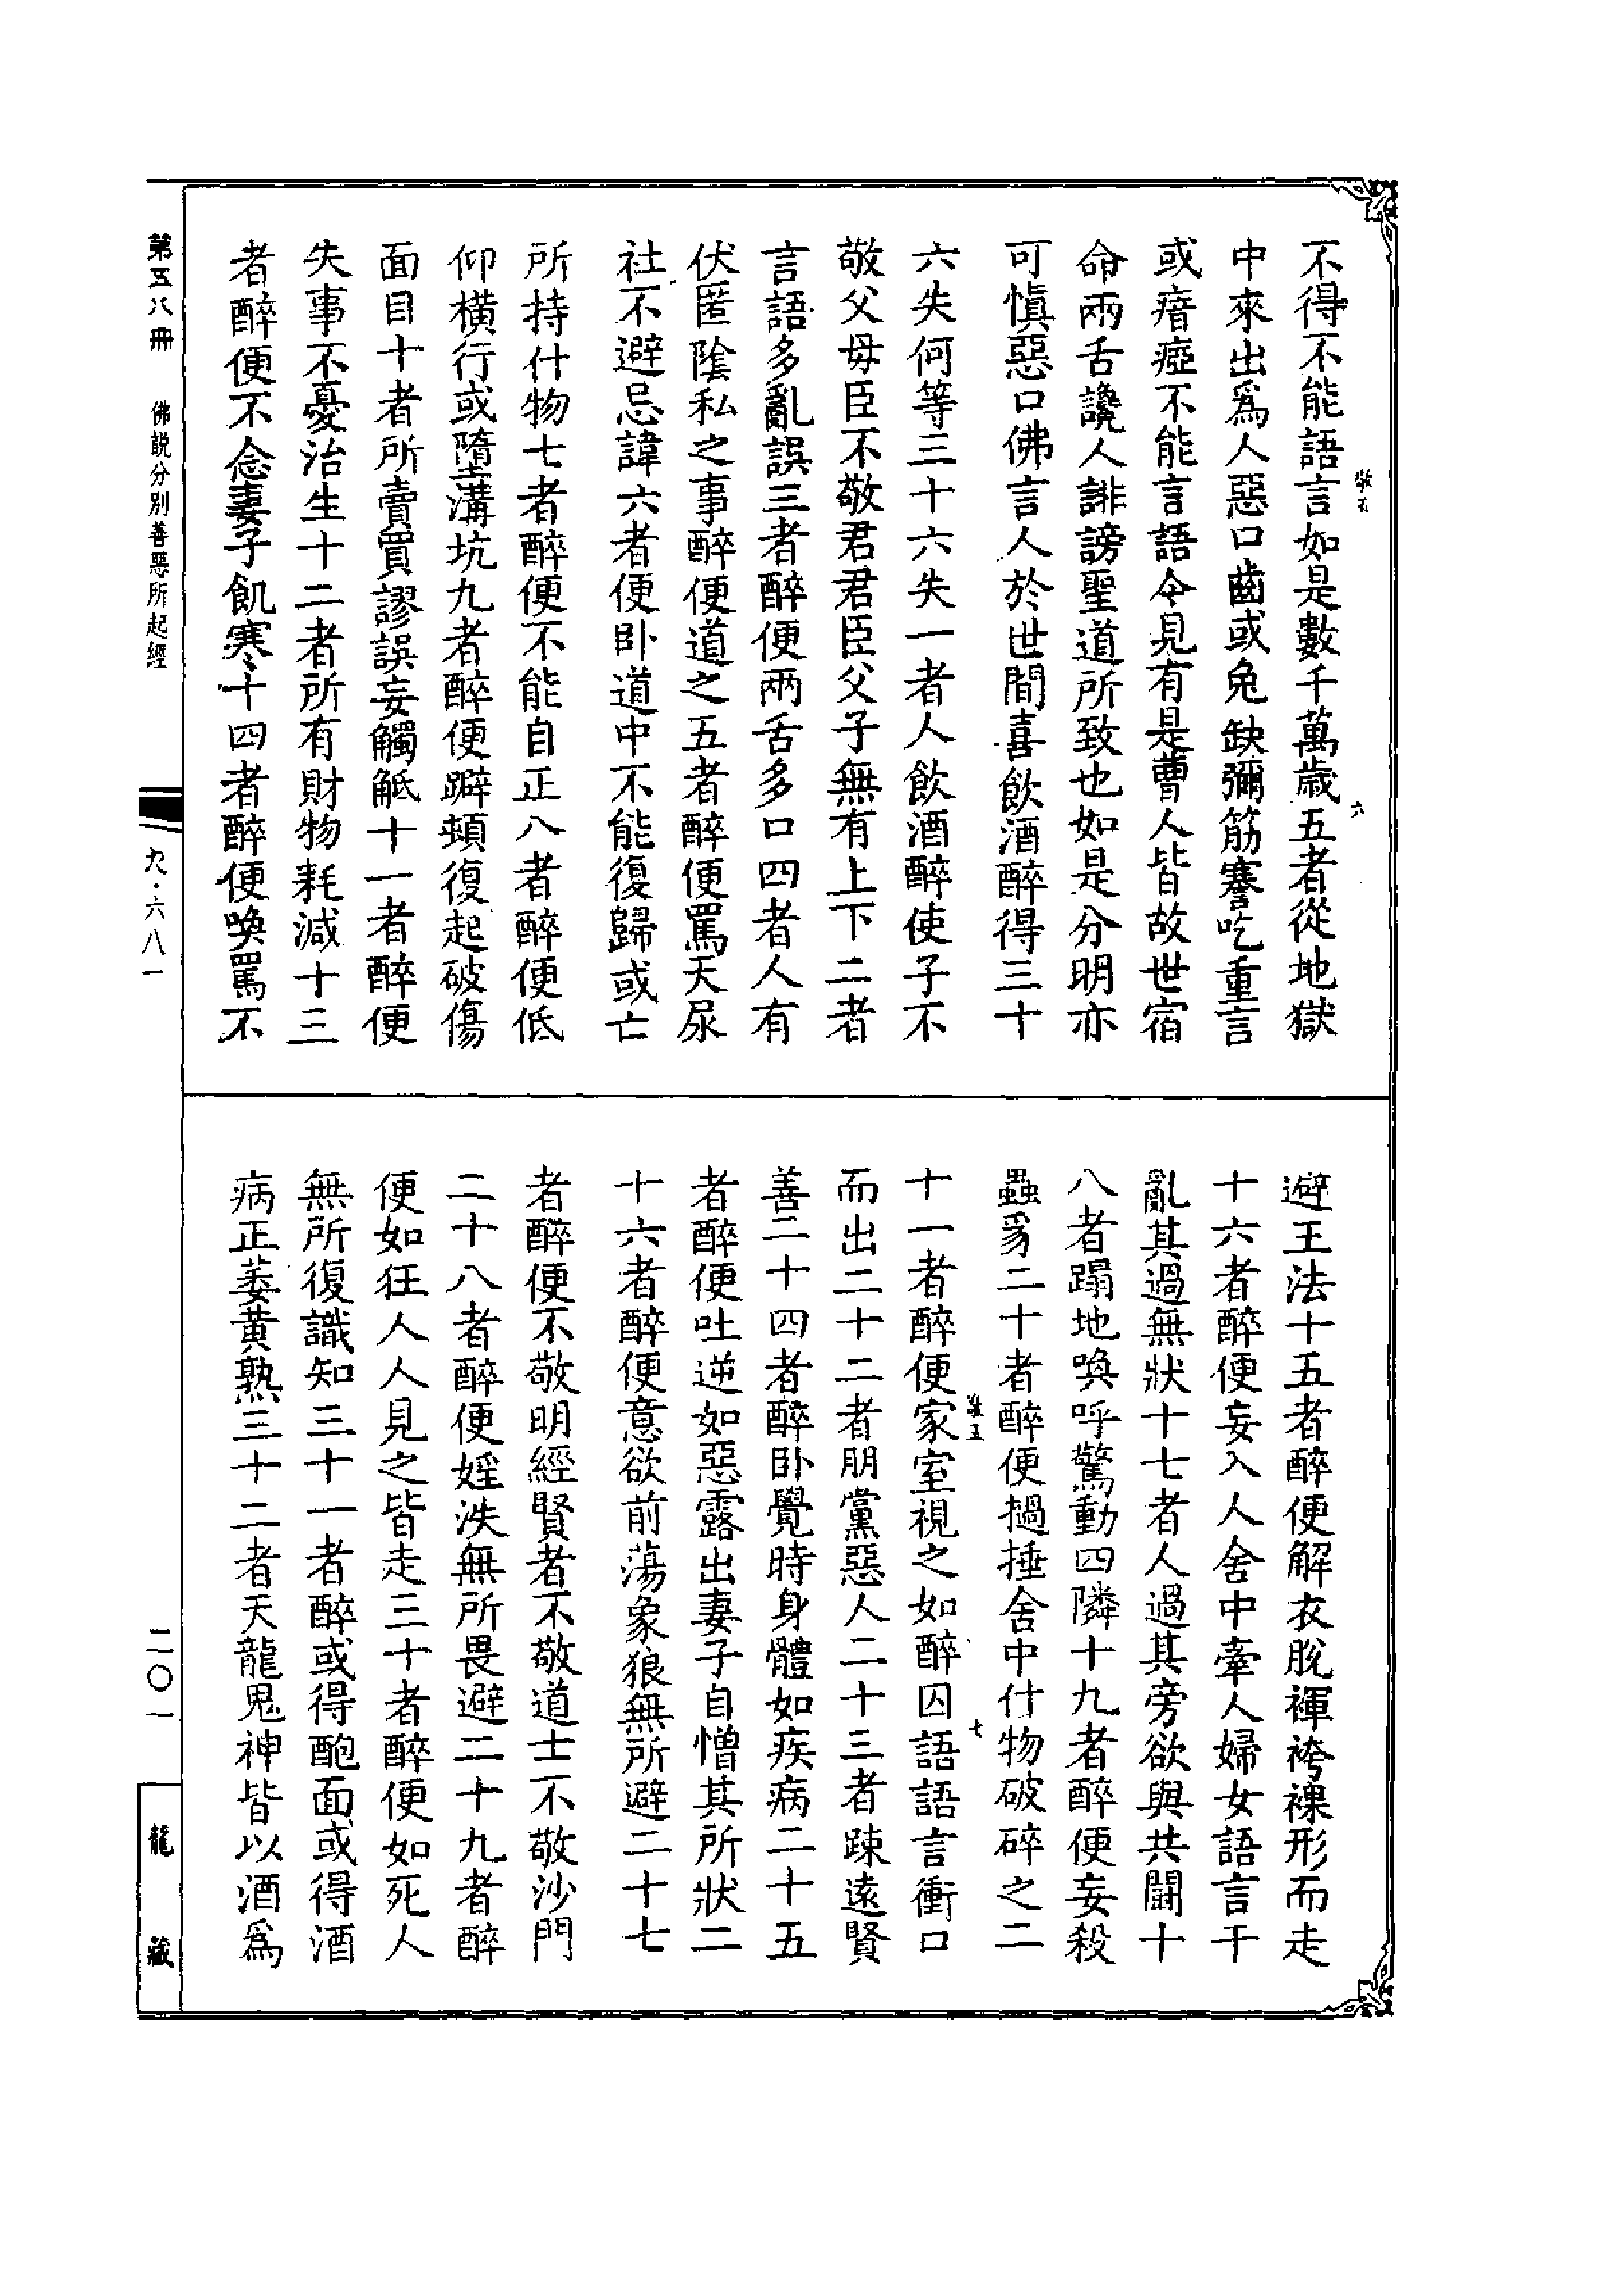 不得不能語言如是數千萬歲五者從地獄
中來出爲人惡口齒或兔缺彌筋蹇吃重言
或瘖瘂不能言語令見有是曹人皆故世宿
命兩舌讒人誹謗聖道所致也如是分明亦
可慎惡口佛言人於世間喜飲酒醉得三十
六失何等三十六失一者人飲酒醉使子不
敬父母臣不敬君君臣父子無有上下二者
言語多亂誤三者醉便兩舌多口四者人有
伏匿陰私之事醉便道之五者醉便罵天尿
社不避忌諱六者便卧道中不能復歸或亡
所持什物七者醉便不能自正八者醉便低
仰橫行或墮溝坑九者醉便躃頓復起破傷
面目十者所賣買謬誤妄觸觝十一者醉便
失事不憂治生十二者所有財物耗減十三
者醉便不念妻子飢寒十四者醉便喚罵不
避王法十五者醉便解衣脫褌袴裸形而走
十六者醉便妄入人舍中牽人婦女語言干
亂其過無狀十七者人過其旁欲與共鬪十
八者蹋地喚呼驚動四隣十九者醉便妄殺
蟲豸二十者醉便撾捶舍中什物破碎之二
十一者醉便家室視之如醉囚語語言衝口
而出二十二者朋黨惡人二十三者踈遠賢
善二十四者醉卧覺時身體如疾病二十五
者醉便吐逆如惡露出妻子自憎其所狀二
十六者醉便意欲前蕩象狼無所避二十七
者醉便不敬明經賢者不敬道士不敬沙門
二十八者醉便婬泆無所畏避二十九者醉
便如狂人人見之皆走三十者醉便如死人
無所復識知三十一者醉或得皰面或得酒
病正萎黃熟三十二者天龍鬼神皆以酒爲
第五八冊 佛説分別善惡所起經
九·六八一
二〇一
龍藏
敬五
六
敬五
七